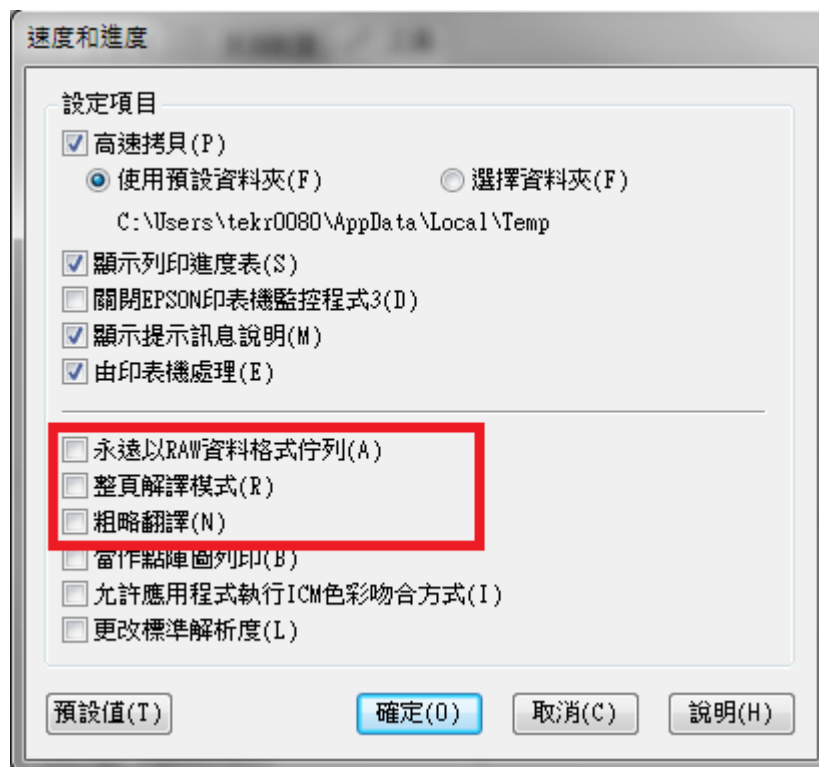 速度和進度
設定項目
高速拷貝(P)
使用預設資料夾(F) 選擇資料夾(F)
C:\Users\tekr0080\AppData\Local\Temp
顯示列印進度表(S)
關閉EPSON印表機監控程式3(D)
顯示提示訊息說明(M)
由印表機處理(E)
永遠以RAW資料格式佇列(A)
整頁解譯模式(R)
粗略翻譯(N)
當作點陣圖列印(B)
允許應用程式執行ICM色彩吻合方式(I)
更改標準解析度(L)
預設值(T) 確定(O) 取消(C) 說明(H)